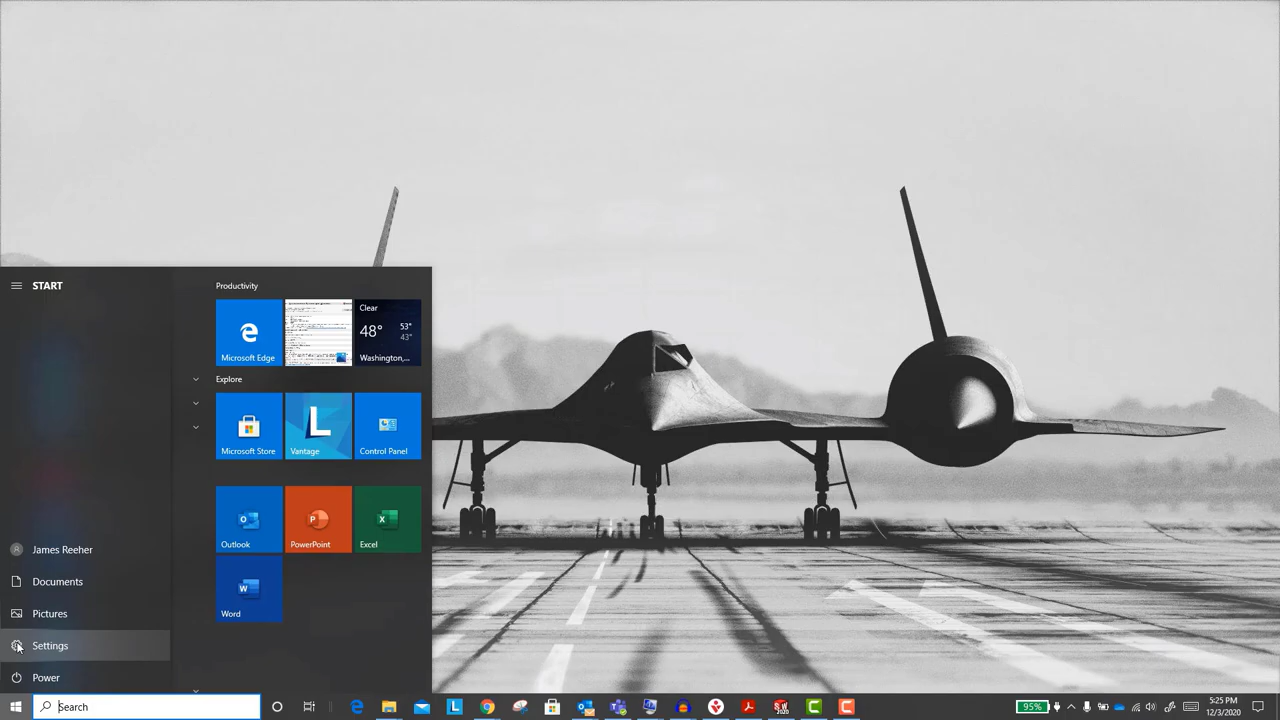 START
Productivity
Microsoft Edge
Clear
48°
53°
43°
Washington,...
Explore
Microsoft Store
L
Vantage
Control Panel
Outlook
PowerPoint
Excel
Word
James Reeher
Documents
Pictures
Settings
Power
Search
95%
5:25 PM
12/3/2020